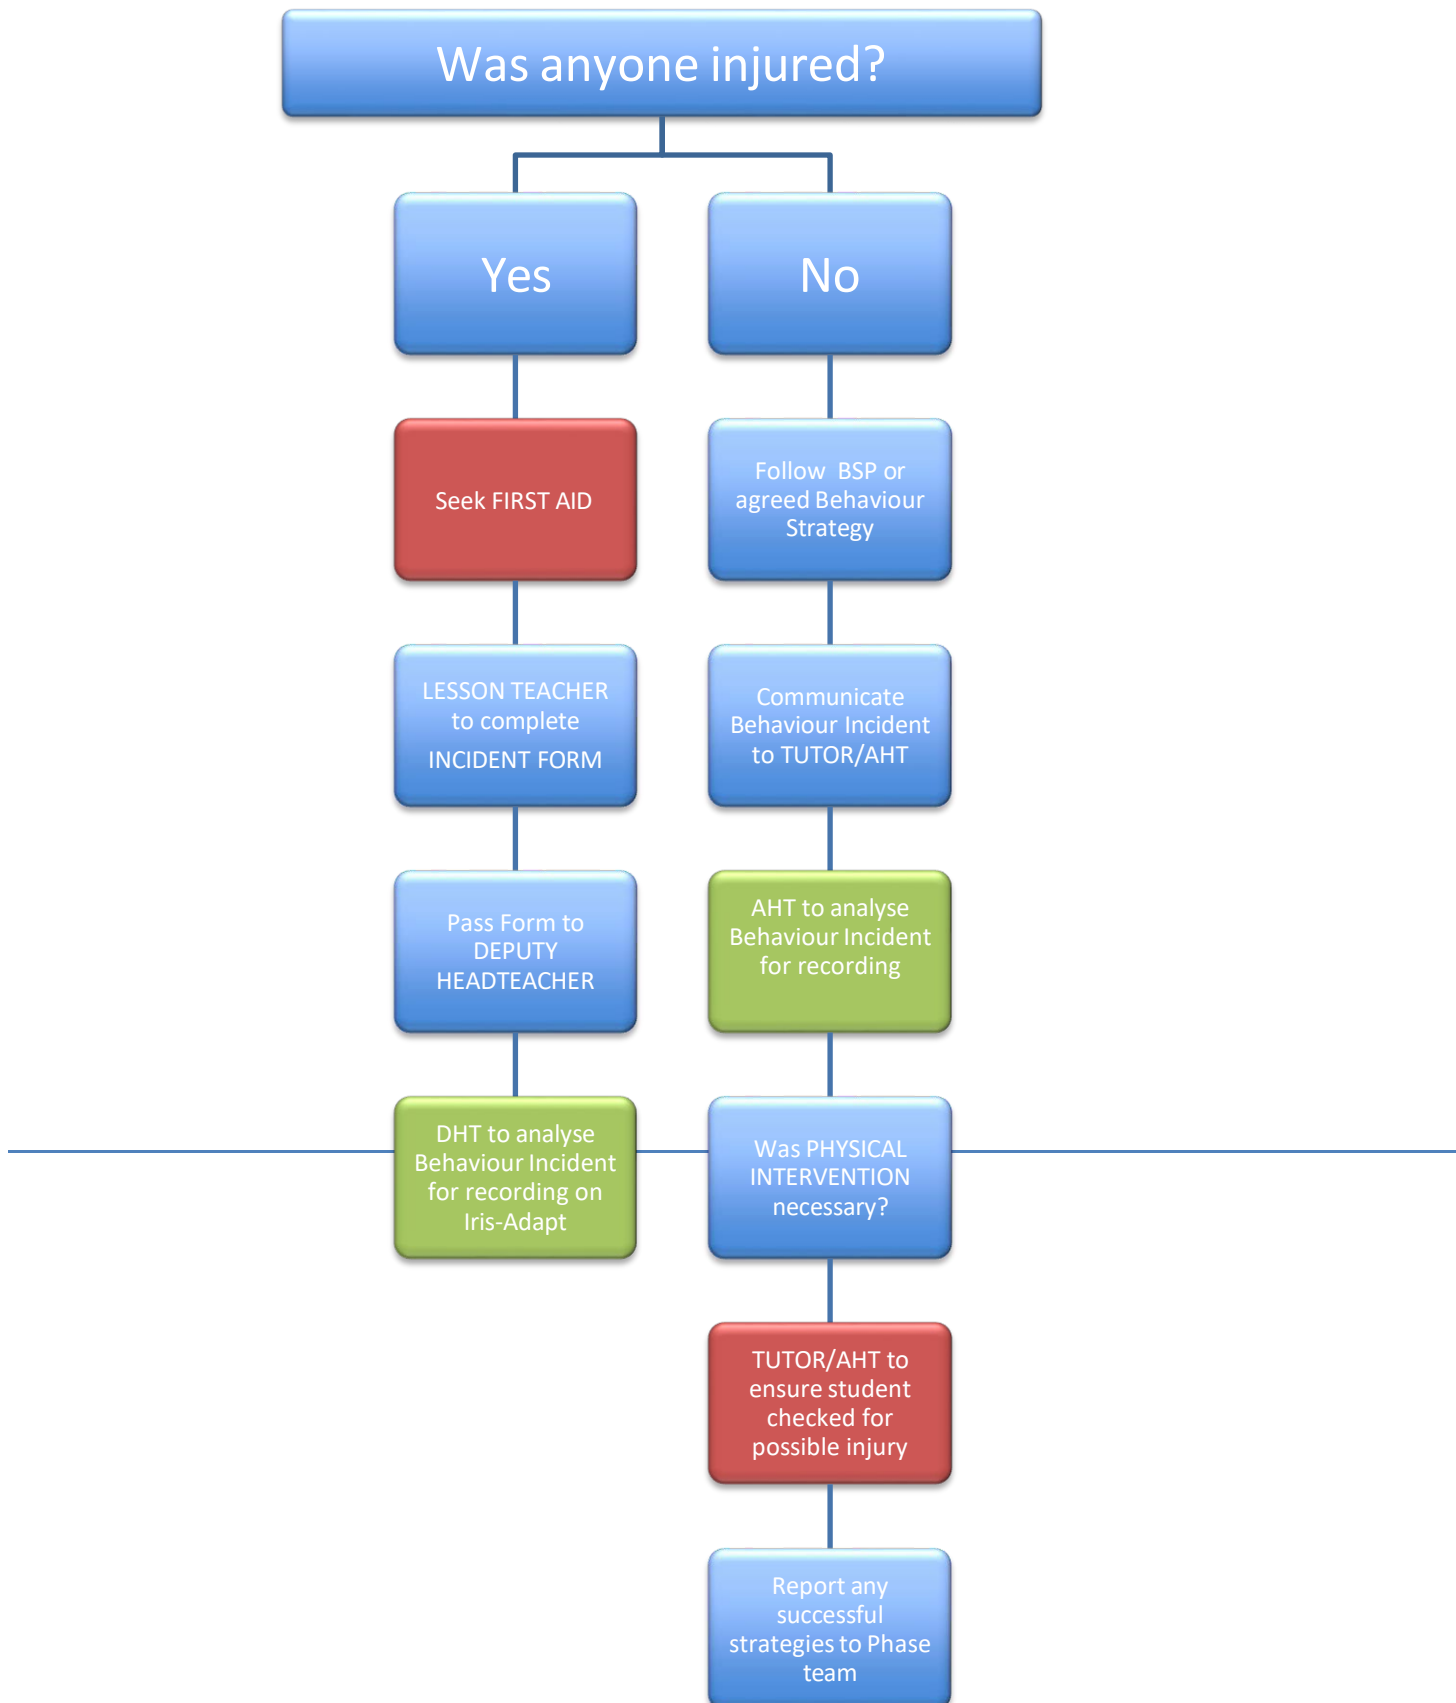 Was anyone injured?
Yes
No
Seek FIRST AID
Follow  BSP or
agreed Behaviour
Strategy
LESSON TEACHER
to complete
INCIDENT FORM
Communicate
Behaviour Incident
to TUTOR/AHT
Pass Form to
DEPUTY
HEADTEACHER
AHT to analyse
Behaviour Incident
for recording
DHT to analyse
Behaviour Incident
for recording on
Iris-Adapt
Was PHYSICAL
INTERVENTION
necessary?
TUTOR/AHT to
ensure student
checked for
possible injury
Report any
successful
strategies to Phase
team